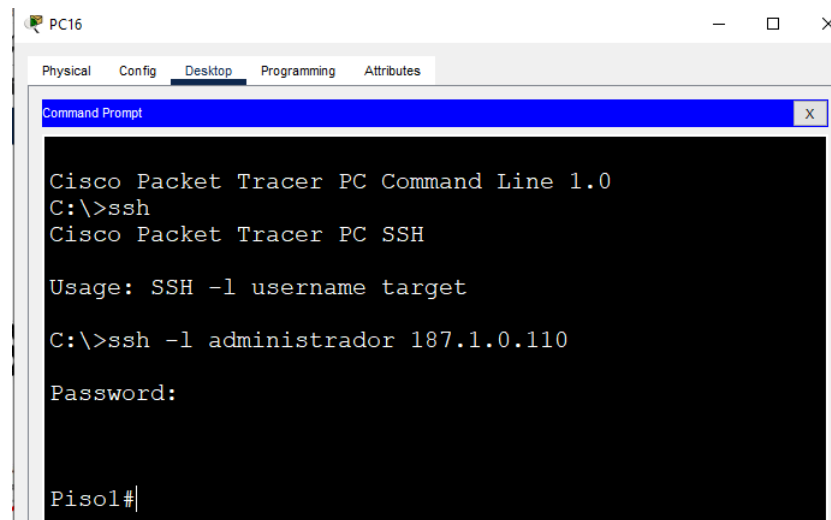 PC16
Physical Config Desktop Programming Attributes
Command Prompt X
Cisco Packet Tracer PC Command Line 1.0
C:\>ssh
Cisco Packet Tracer PC SSH
Usage: SSH -l username target
C:\>ssh -l administrador 187.1.0.110
Password:
Piso1#